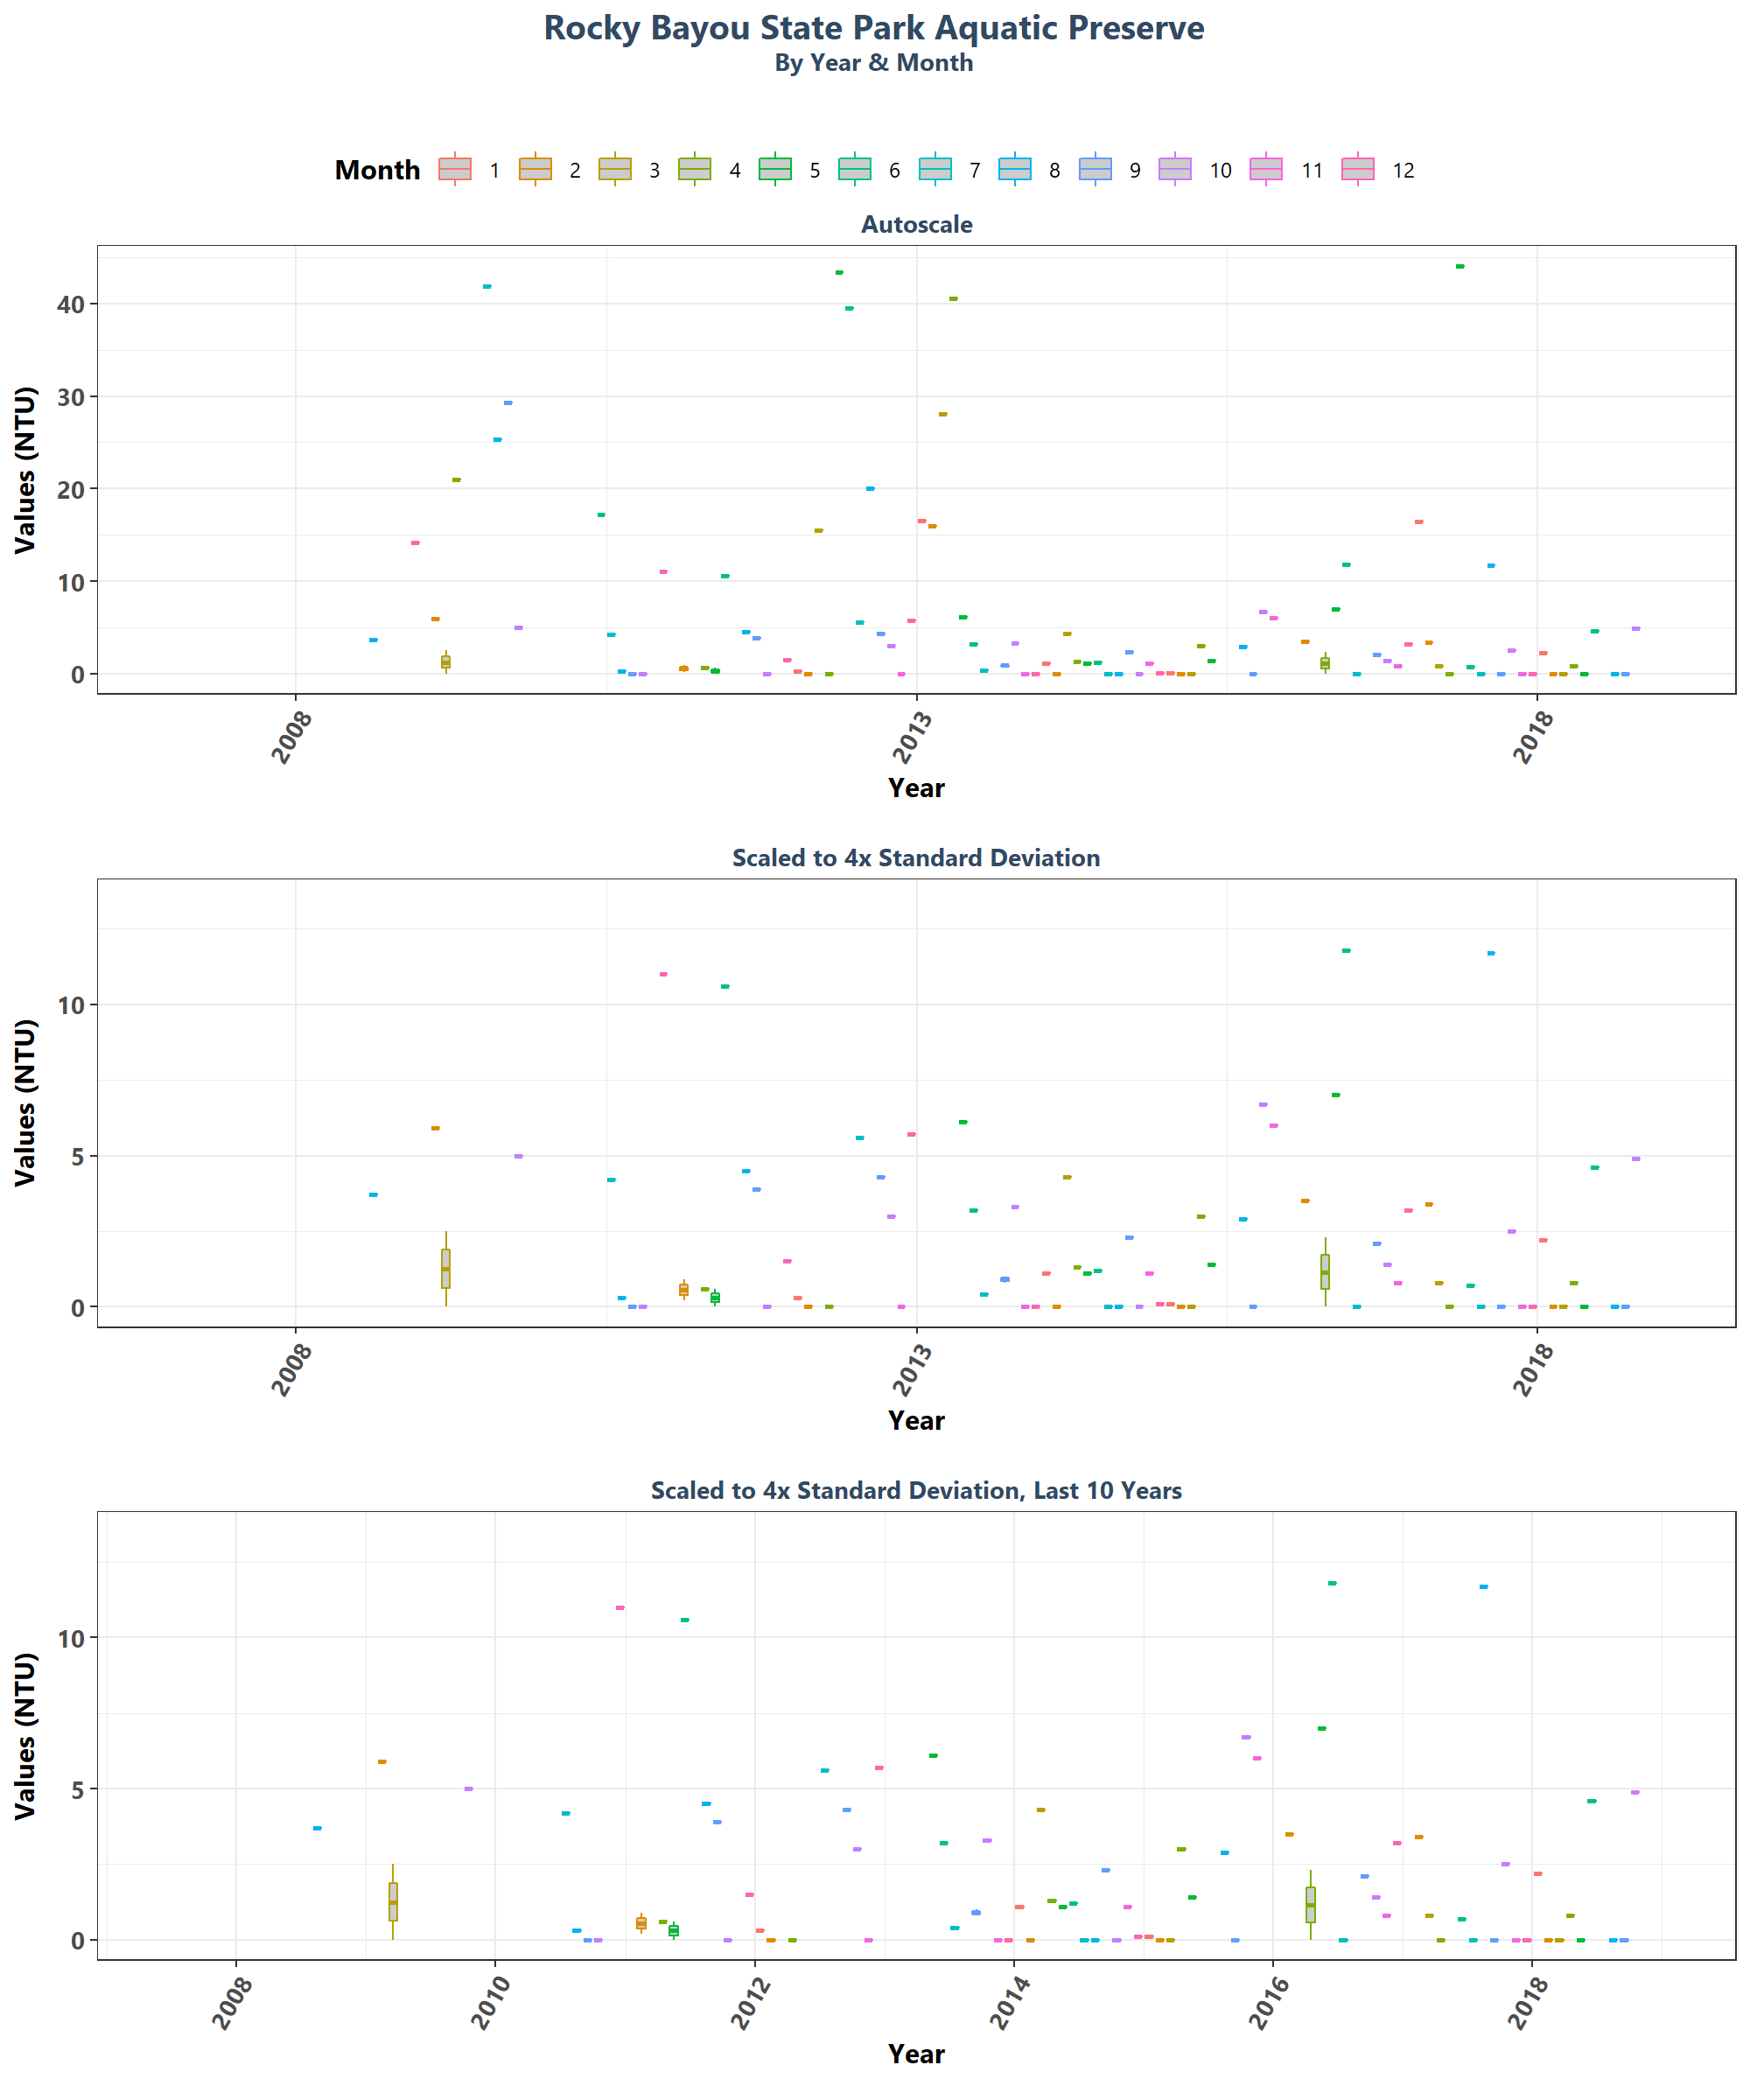 Rocky Bayou State Park Aquatic Preserve
By Year & Month
Month 1 2 3 4 5 6 7 8 9 10 11 12
Autoscale
Values (NTU)
40
30
20
10
0
2008 2013 2018
Year
Scaled to 4x Standard Deviation
Values (NTU)
10
5
0
2008 2013 2018
Year
Scaled to 4x Standard Deviation, Last 10 Years
Values (NTU)
10
5
0
2008 2010 2012 2014 2016 2018
Year